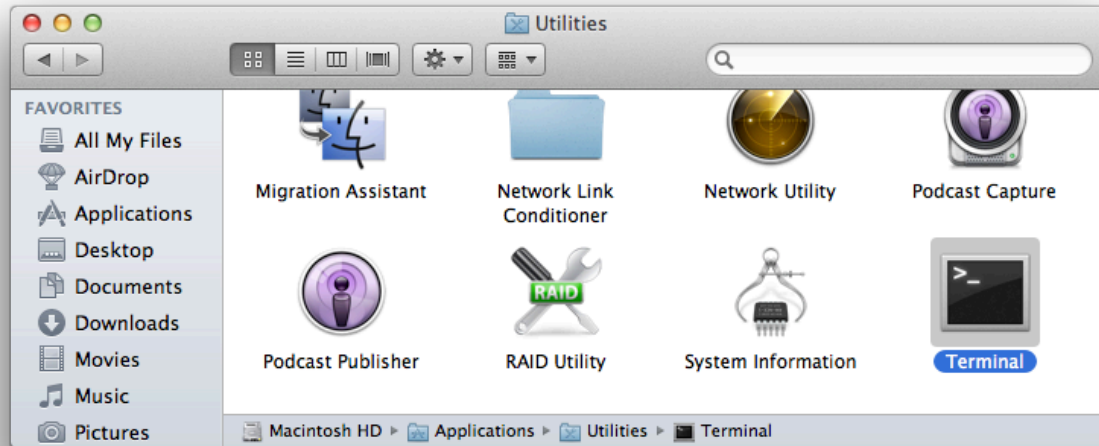 Utilities
FAVORITES
All My Files
AirDrop
Applications
Desktop
Documents
Downloads
Movies
Music
Pictures
Migration Assistant
Network Link
Conditioner
Network Utility
Podcast Capture
Podcast Publisher
RAID
RAID Utility
System Information
>_
Terminal
Macintosh HD ▸ Applications ▸ Utilities ▸ Terminal